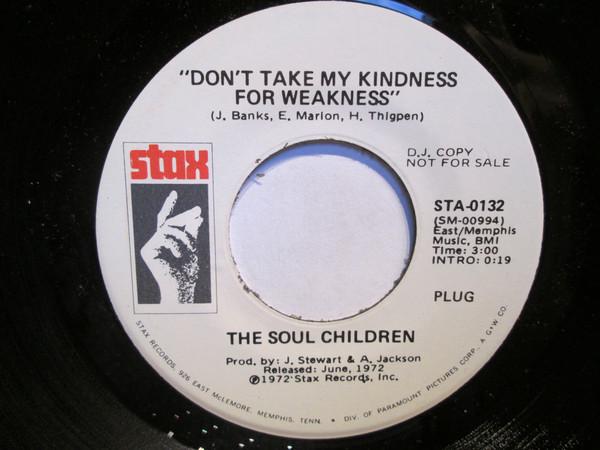 "DON'T TAKE MY KINDNESS
FOR WEAKNESS"
(J. Banks, E. Marion, H. Thigpen)
stax
D.J. COPY
NOT FOR SALE
STA-0132
(SM-00994)
East/Memphis
Music, BMI
Time: 3:00
INTRO: 0:19
PLUG
THE SOUL CHILDREN
Prod. by: J. Stewart & A. Jackson
Released: June, 1972
℗1972 Stax Records, Inc.
STAX RECORDS, 926 EAST McLEMORE, MEMPHIS, TENN. • DIV. OF PARAMOUNT PICTURES CORP., A G+W CO.